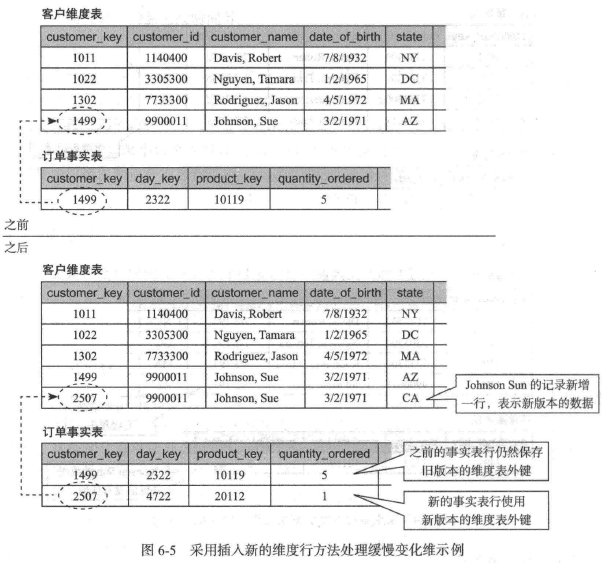 客户维度表
customer_key customer_id customer_name date_of_birth state
1011 1140400 Davis, Robert 7/8/1932 NY
1022 3305300 Nguyen, Tamara 1/2/1965 DC
1302 7733300 Rodriguez, Jason 4/5/1972 MA
1499 9900011 Johnson, Sue 3/2/1971 AZ
订单事实表
customer_key day_key product_key quantity_ordered
1499 2322 10119 5
之前
之后
客户维度表
customer_key customer_id customer_name date_of_birth state
1011 1140400 Davis, Robert 7/8/1932 NY
1022 3305300 Nguyen, Tamara 1/2/1965 DC
1302 7733300 Rodriguez, Jason 4/5/1972 MA
1499 9900011 Johnson, Sue 3/2/1971 AZ
2507 9900011 Johnson, Sue 3/2/1971 CA
Johnson Sun 的记录新增
一行，表示新版本的数据
订单事实表
customer_key day_key product_key quantity_ordered
1499 2322 10119 5
2507 4722 20112 1
之前的事实表行仍然保存
旧版本的维度表外键
新的事实表行使用
新版本的维度表外键
图 6-5 采用插入新的维度行方法处理缓慢变化维示例